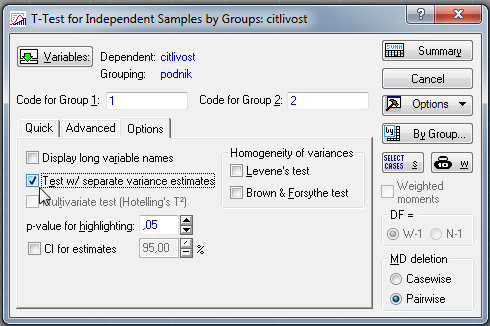 T-Test for Independent Samples by Groups: citlivost
Variables:
Dependent: citlivost
Grouping: podnik
Code for Group 1: 1
Code for Group 2: 2
Quick
Advanced
Options
Display long variable names
Test w/ separate variance estimates
Multivariate test (Hotelling's T²)
p-value for highlighting: ,05
CI for estimates 95,00 %
Homogeneity of variances
Levene's test
Brown & Forsythe test
Summary
Cancel
Options
By Group...
SELECT CASES S
W
Weighted moments
DF =
W-1 N-1
MD deletion
Casewise
Pairwise